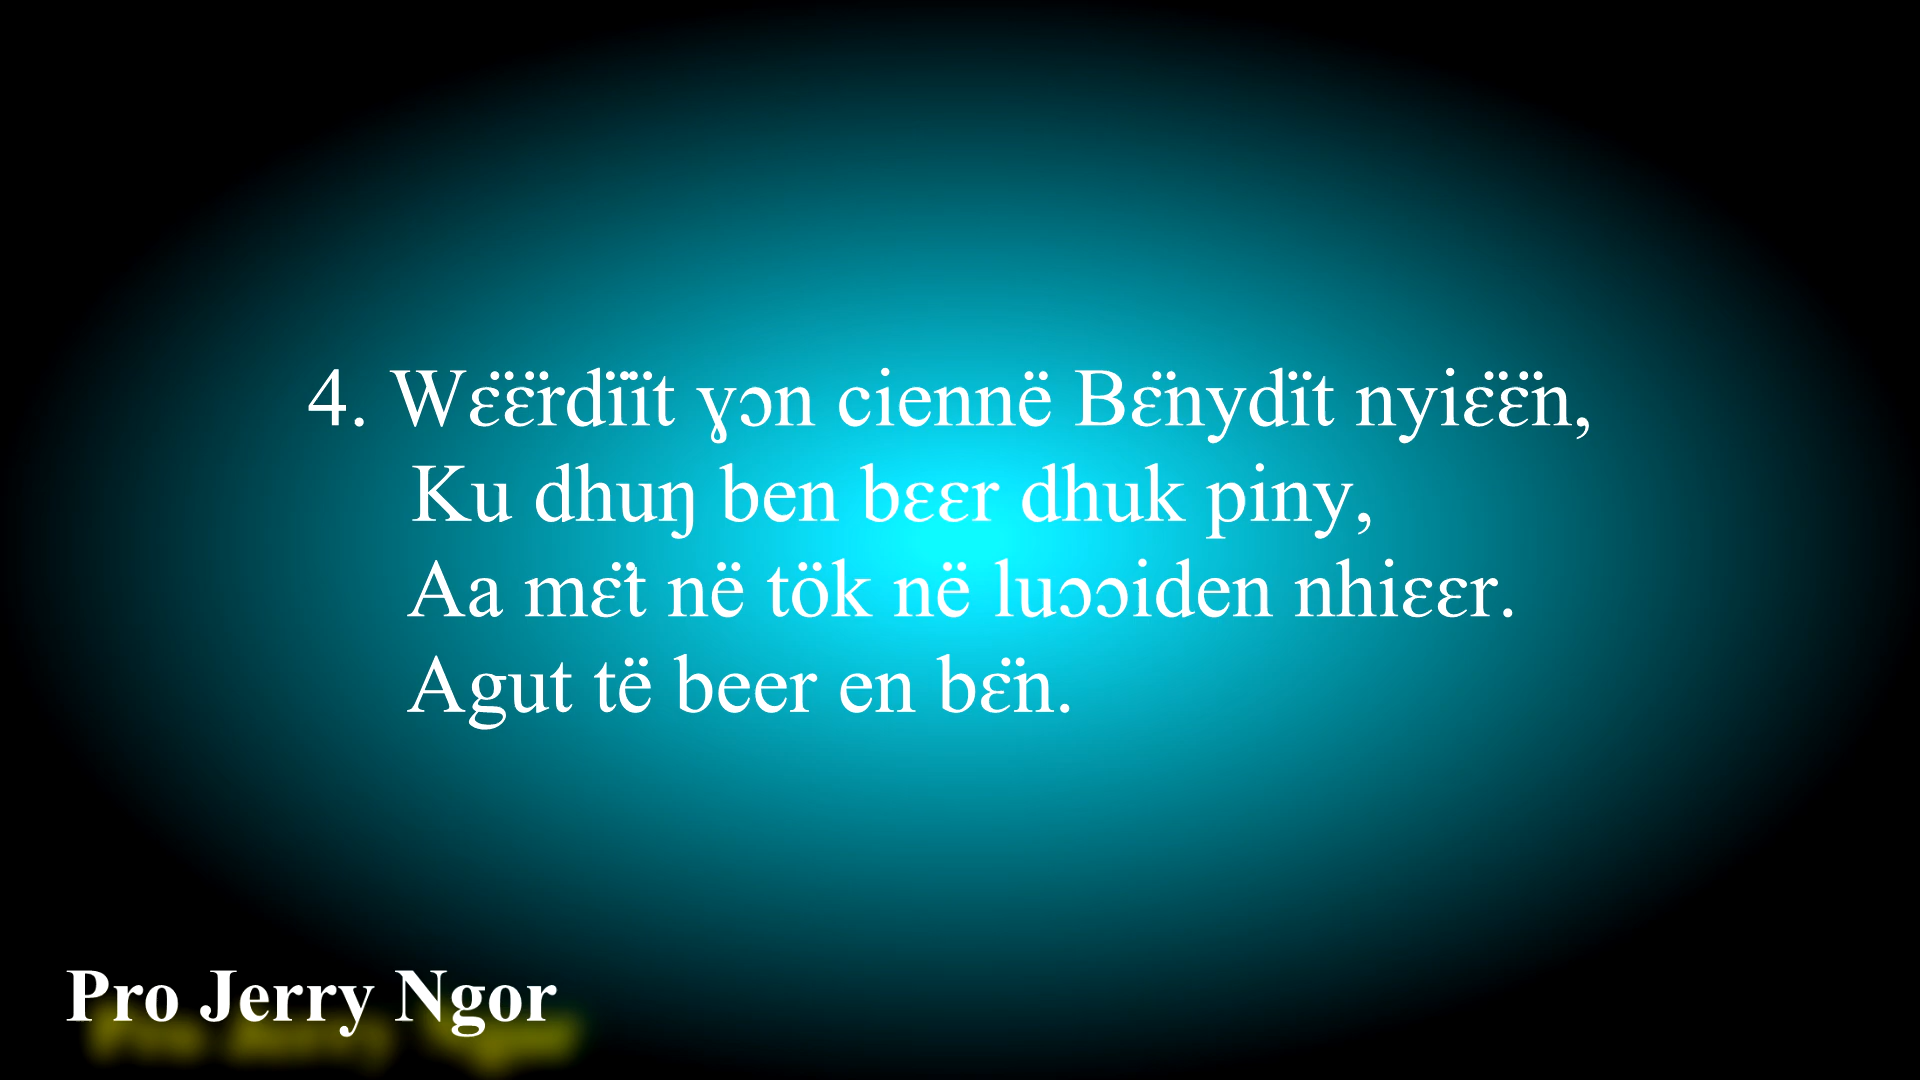 4. Wɛ̈ɛ̈rdïït ɣɔn ciennë Bɛ̈nydït nyiɛ̈ɛ̈n,
Ku dhuŋ ben bɛɛr dhuk piny,
Aa mɛ̈t në tök në luɔɔiden nhiɛɛr.
Agut të beer en bɛ̈n.
Pro Jerry Ngor